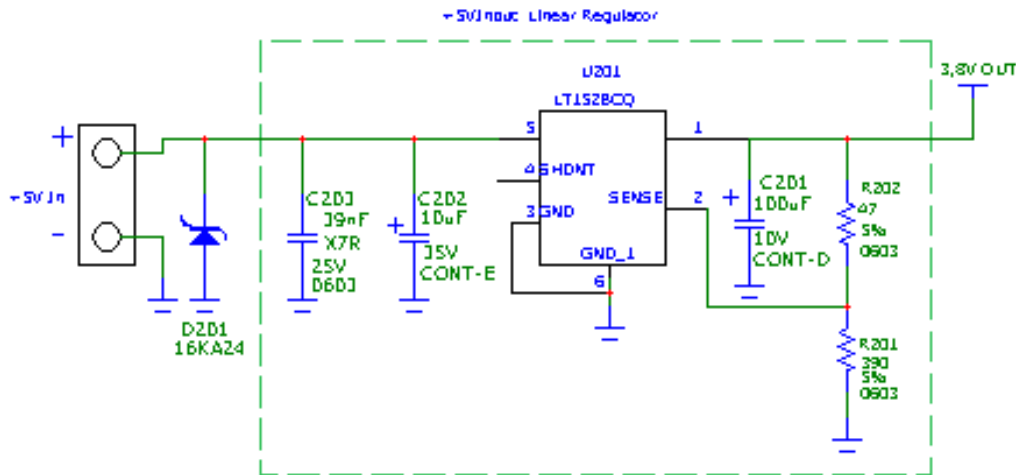 +5VInput Linear Regulator
U201
LT1528CQ
3,8V OUT
+
+5V In
-
5
1
4 SHDNT
SENSE
2
3 GND
GND_1
6
C203
39nF
X7R
25V
0603
C202
10uF
+
35V
CONT-E
C201
100uF
+
10V
CONT-D
R202
47
5%
0603
D201
16KA24
R201
390
5%
0603